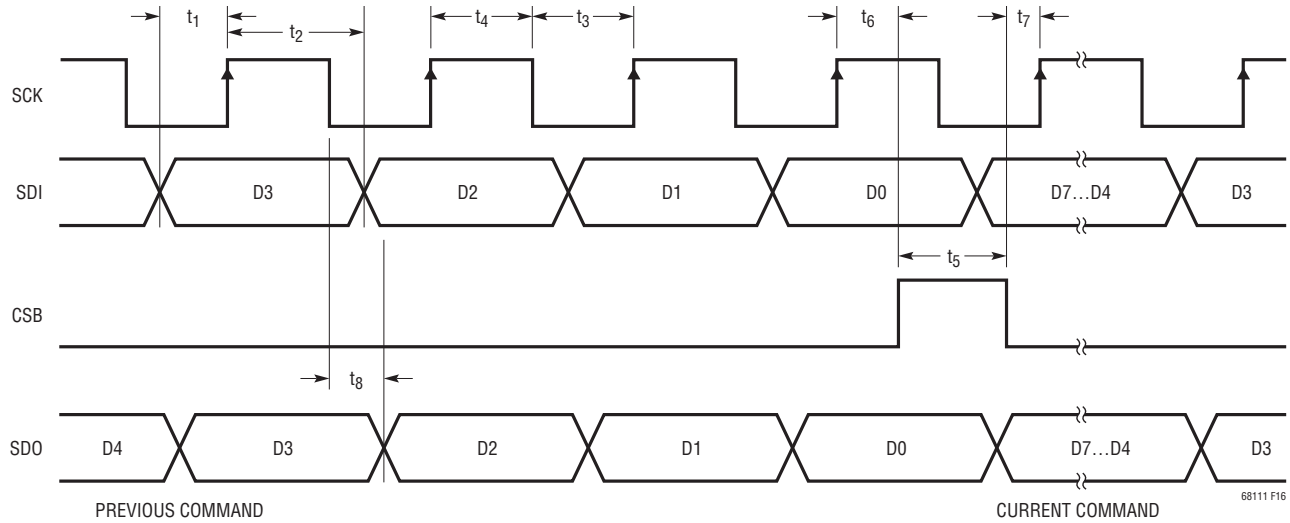 t1 t2 t4 t3 t6 t7
SCK
SDI D3 D2 D1 D0 D7...D4 D3
t5
CSB
t8
SDO D4 D3 D2 D1 D0 D7...D4 D3
68111 F16
PREVIOUS COMMAND CURRENT COMMAND